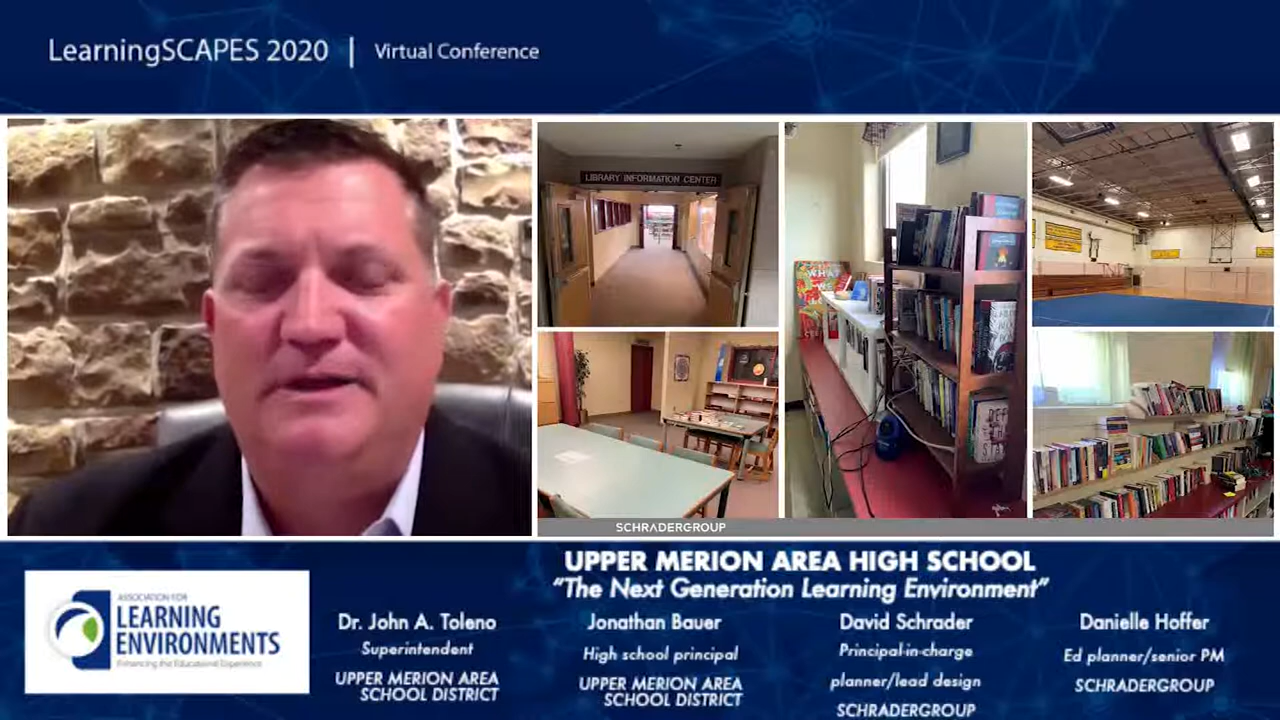 LearningSCAPES 2020 | Virtual Conference
LIBRARY INFORMATION CENTER
WHAT
WE
SCHRADERGROUP
UPPER MERION AREA HIGH SCHOOL
“The Next Generation Learning Environment”
ASSOCIATION FOR
LEARNING
ENVIRONMENTS
Enhancing the Educational Experience
Dr. John A. Toleno
Superintendent
UPPER MERION AREA
SCHOOL DISTRICT
Jonathan Bauer
High school principal
UPPER MERION AREA
SCHOOL DISTRICT
David Schrader
Principal-in-charge
planner/lead design
SCHRADERGROUP
Danielle Hoffer
Ed planner/senior PM
SCHRADERGROUP